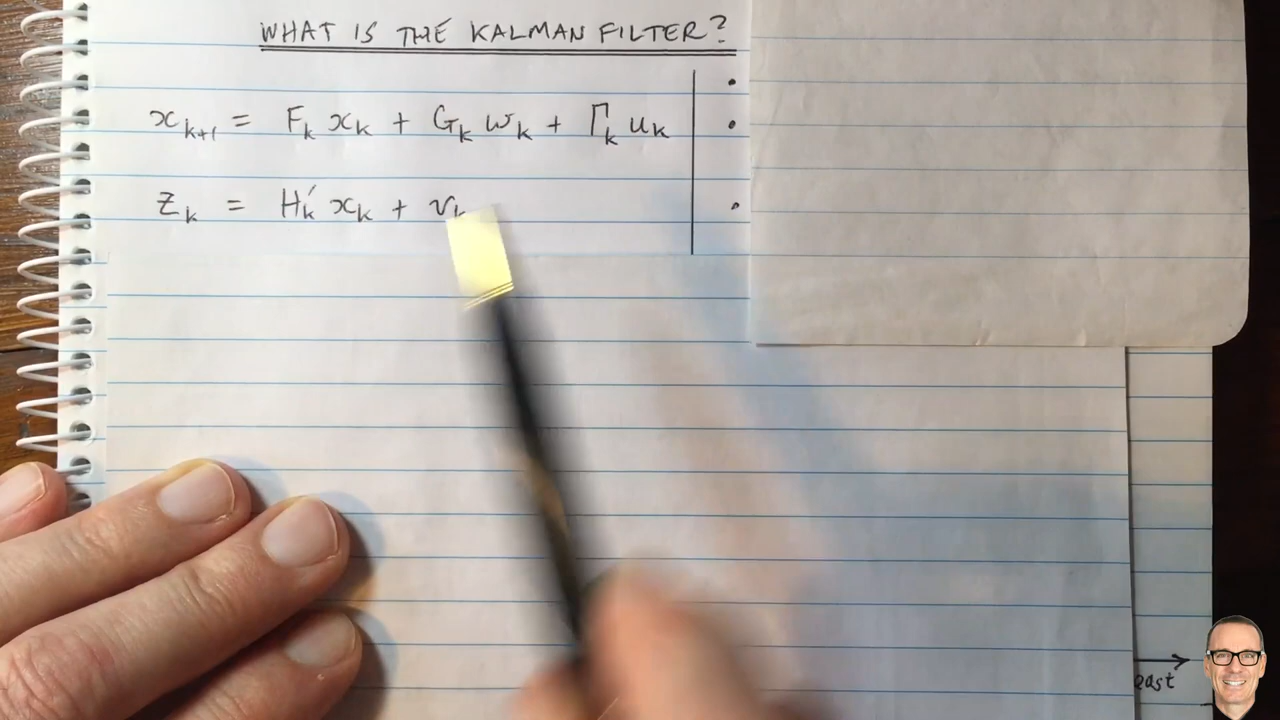 WHAT IS THE KALMAN FILTER?
x_{k+1} = F_k x_k + G_k w_k + Γ_k u_k
z_k = H'_k x_k + v_k
east